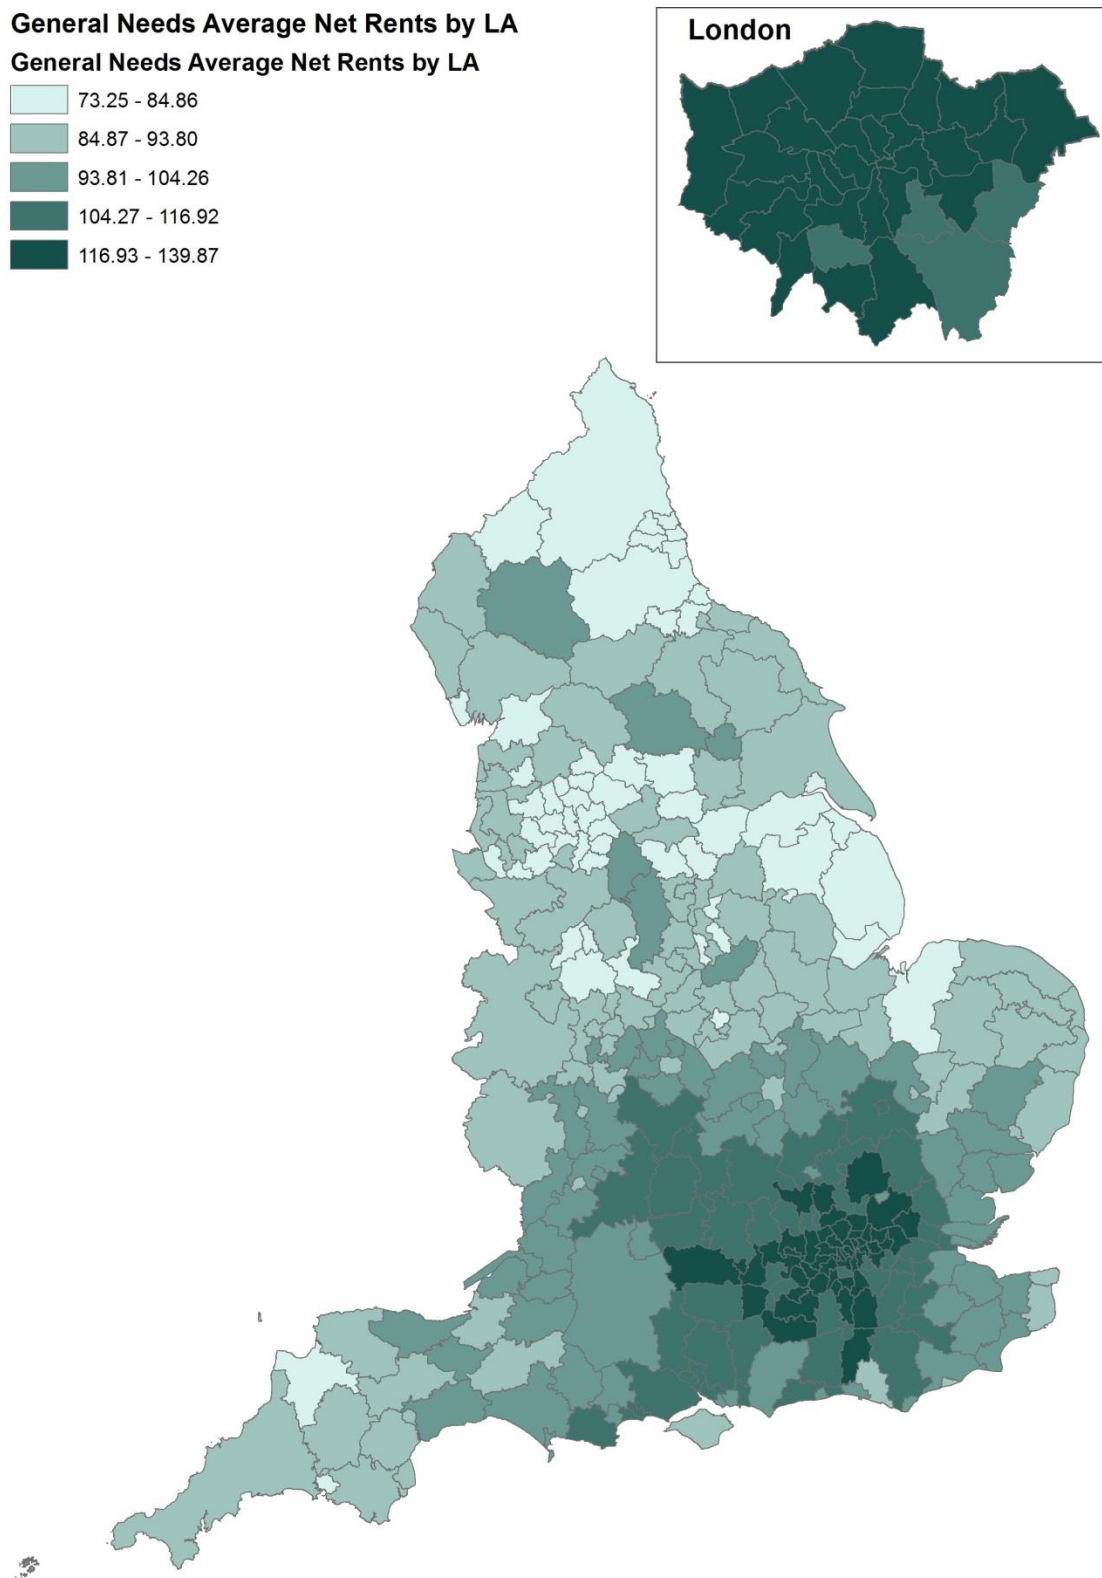 General Needs Average Net Rents by LA
General Needs Average Net Rents by LA
73.25 - 84.86
84.87 - 93.80
93.81 - 104.26
104.27 - 116.92
116.93 - 139.87
London